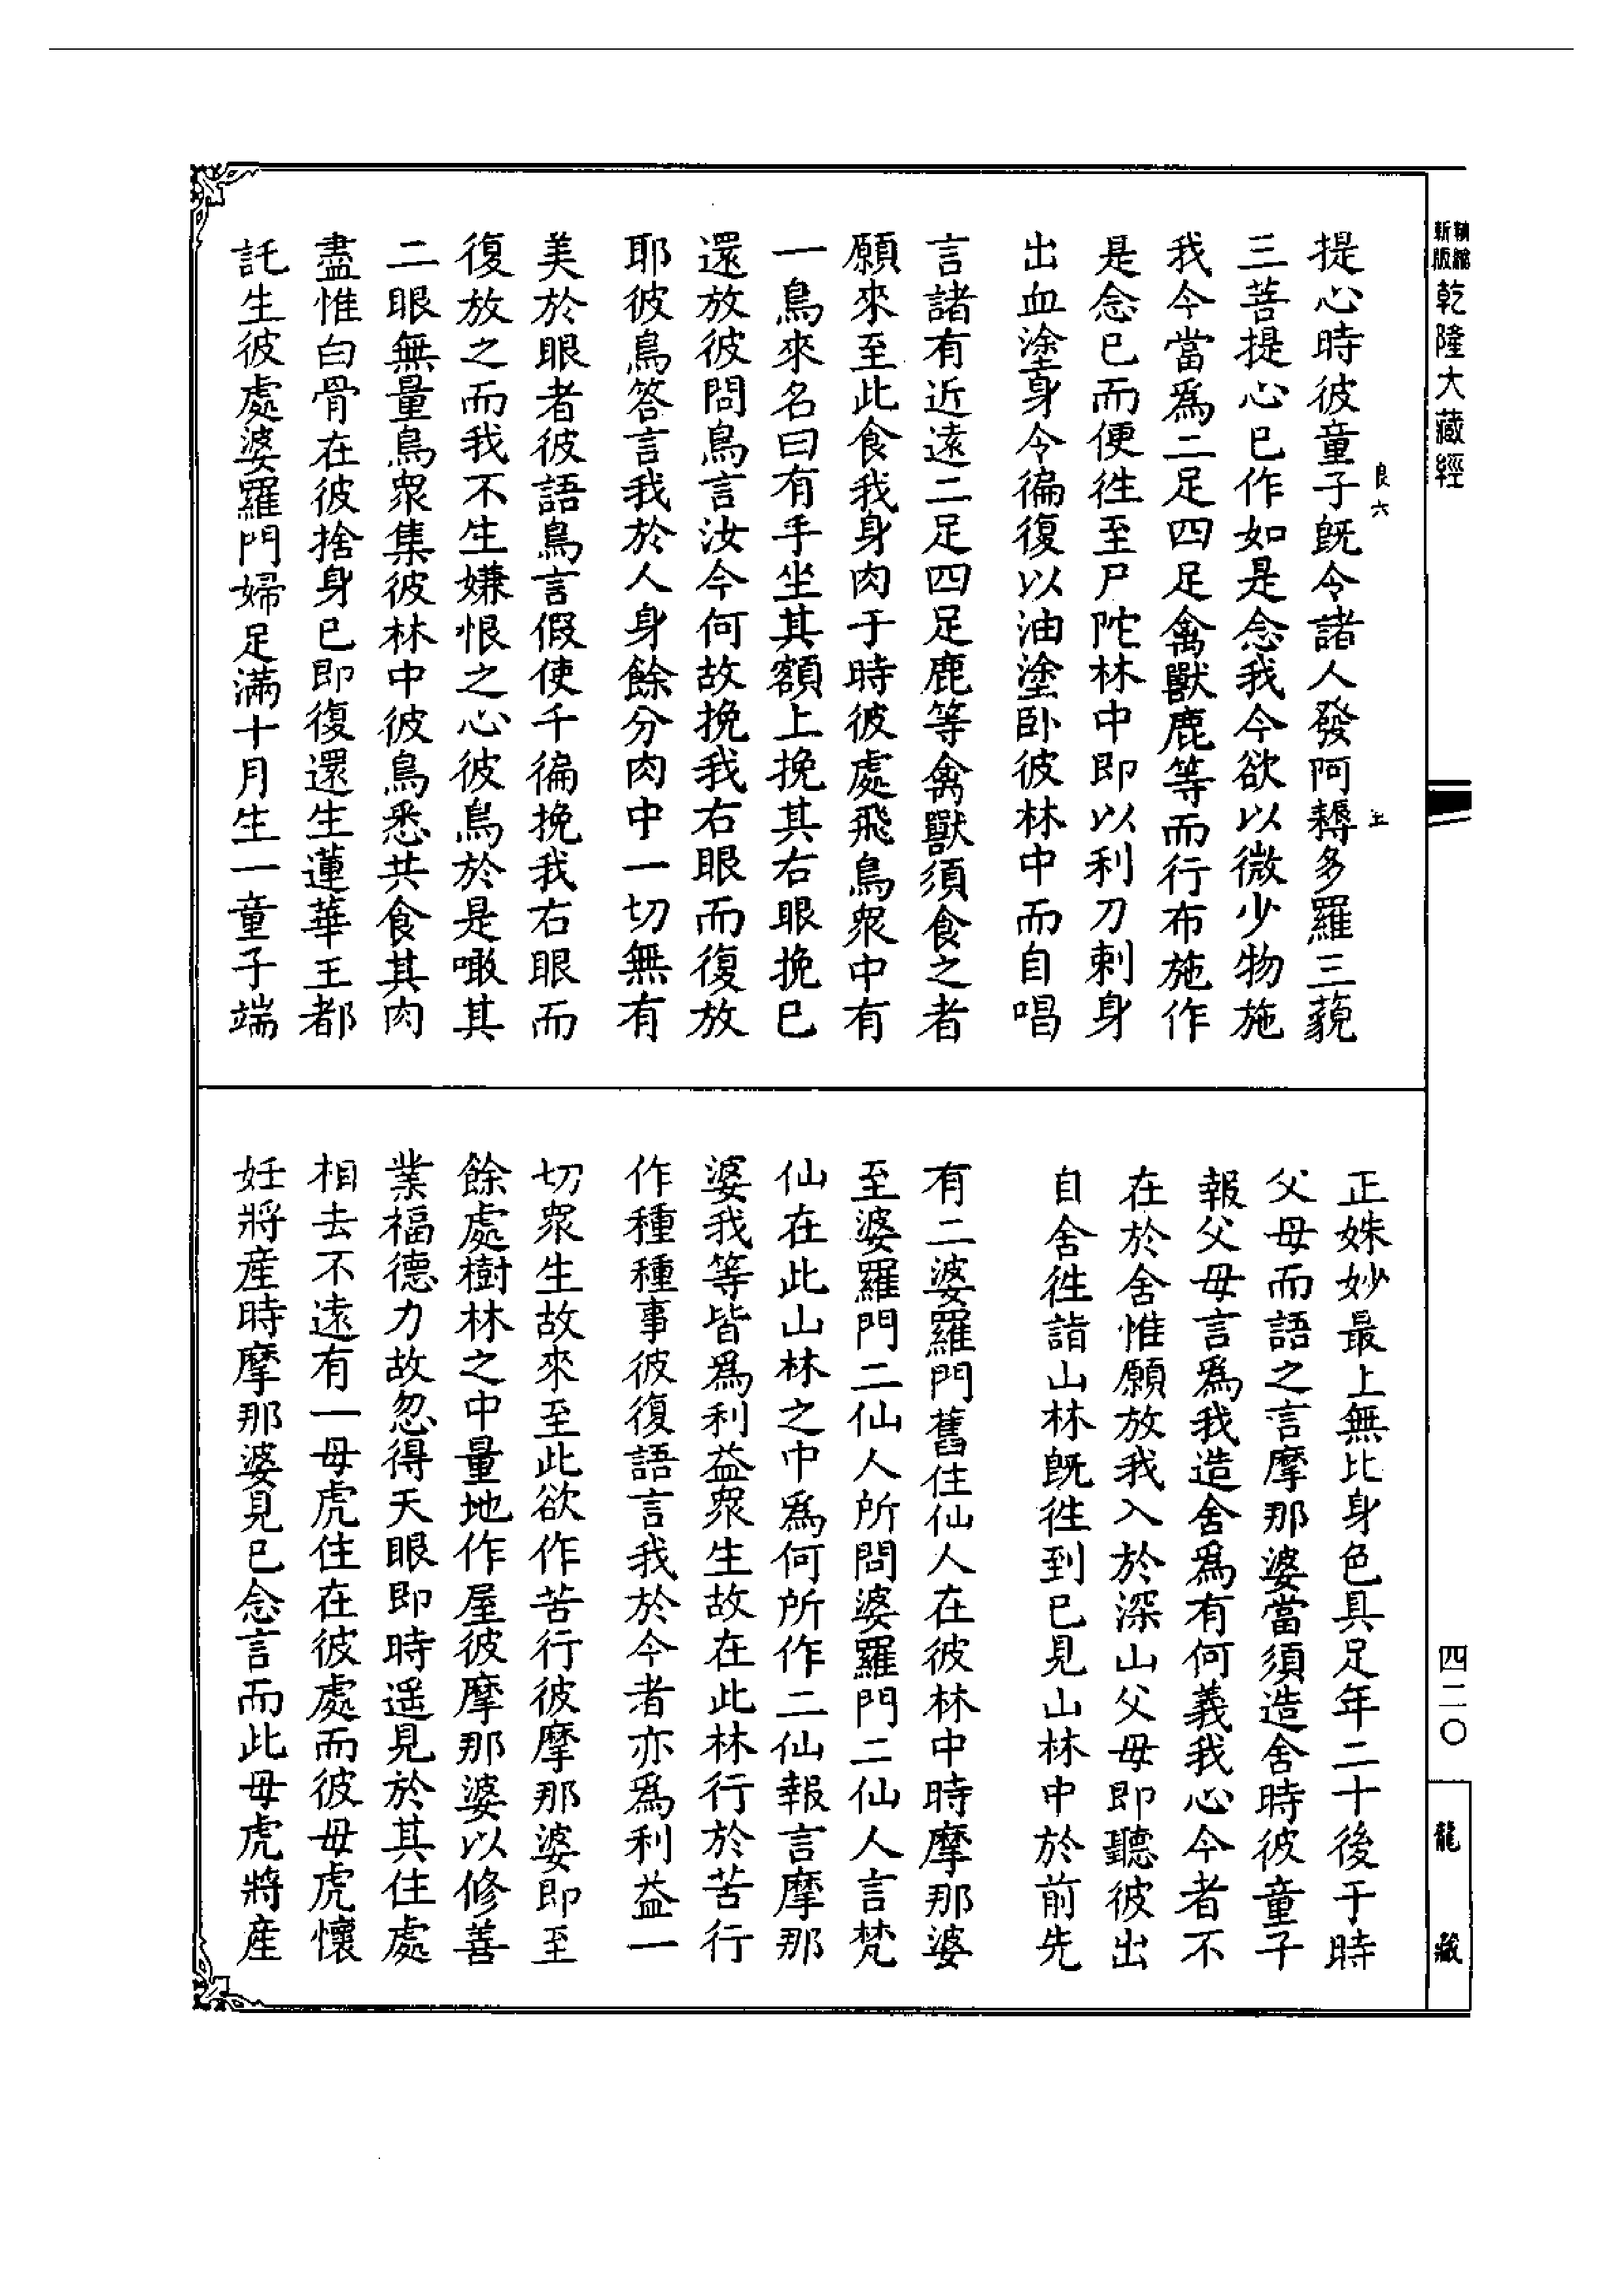 新版
乾隆大藏經
良六
提心時彼童子旣令諸人發阿耨多羅三藐
三菩提心已作如是念我今欲以微少物施
我今當爲二足四足禽獸鹿等而行布施作
是念已而便徃至尸陀林中即以利刀刺身
出血塗身令徧復以油塗卧彼林中而自唱
言諸有近遠二足四足鹿等禽獸須食之者
願來至此食我身肉于時彼處飛鳥衆中有
一鳥來名曰有手坐其額上挽其右眼挽已
還放彼問鳥言汝今何故挽我右眼而復放
耶彼鳥答言我於人身餘分肉中一切無有
美於眼者彼語鳥言假使千徧挽我右眼而
復放之而我不生嫌恨之心彼鳥於是噉其
二眼無量鳥衆集彼林中彼鳥悉共食其肉
盡惟白骨在彼捨身已即復還生蓮華王都
託生彼處婆羅門婦足滿十月生一童子端
正姝妙最上無比身色具足年二十後于時
父母而語之言摩那婆當須造舍時彼童子
報父母言爲我造舍爲有何義我心今者不
在於舍惟願放我入於深山父母即聽彼出
自舍徃詣山林旣徃到已見山林中於前先
有二婆羅門舊住仙人在彼林中時摩那婆
至婆羅門二仙人所問婆羅門二仙人言梵
仙在此山林之中爲何所作二仙報言摩那
婆我等皆爲利益衆生故在此林行於苦行
作種種事彼復語言我於今者亦爲利益一
切衆生故來至此欲作苦行彼摩那婆即至
餘處樹林之中量地作屋彼摩那婆以修善
業福德力故忽得天眼即時遥見於其住處
相去不遠有一母虎住在彼處而彼母虎懷
妊將産時摩那婆見已念言而此母虎將産
四二〇
龍藏